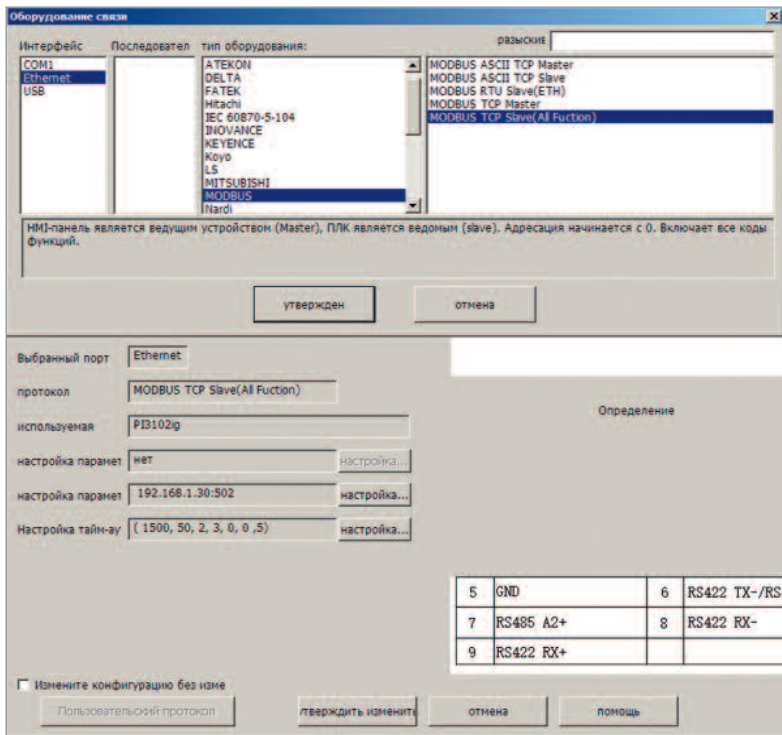 Оборудование связи
разыскиє
Интерфейс Последовател тип оборудования:
COM1
Ethernet
USB
ATEKON
DELTA
FATEK
Hitachi
IEC 60870-5-104
INOVANCE
KEYENCE
Koyo
LS
MITSUBISHI
MODBUS
Nardi
MODBUS ASCII TCP Master
MODBUS ASCII TCP Slave
MODBUS RTU Slave(ETH)
MODBUS TCP Master
MODBUS TCP Slave(All Fuction)
HMI-панель является ведущим устройством (Master), ПЛК является ведомым (slave). Адресация начинается с 0. Включает все коды
функций.
утвержден отмена
Выбранный порт Ethernet
протокол MODBUS TCP Slave(All Fuction)
Определение
используемая PI3102ig
настройка парамет нет настройка...
настройка парамет 192.168.1.30:502 настройка...
Настройка тайм-ау ( 1500, 50, 2, 3, 0, 0 ,5) настройка...
5 GND 6 RS422 TX-/RS
7 RS485 A2+ 8 RS422 RX-
9 RS422 RX+
Измените конфигурацию без изме
Пользовательский протокол /тверждить изменить отмена помощь